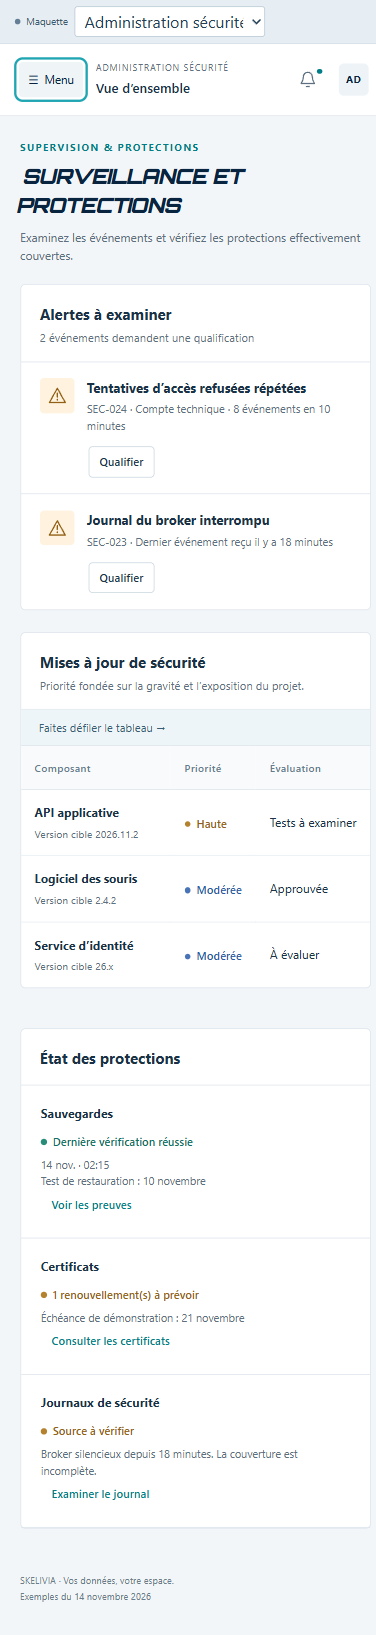 Maquette Administration sécurité
☰ Menu
ADMINISTRATION SÉCURITÉ
Vue d’ensemble
AD
SUPERVISION & PROTECTIONS
SURVEILLANCE ET
PROTECTIONS
Examinez les événements et vérifiez les protections effectivement
couvertes.
Alertes à examiner
2 événements demandent une qualification
Tentatives d’accès refusées répétées
SEC-024 · Compte technique · 8 événements en 10
minutes
Qualifier
Journal du broker interrompu
SEC-023 · Dernier événement reçu il y a 18 minutes
Qualifier
Mises à jour de sécurité
Priorité fondée sur la gravité et l’exposition du projet.
Faites défiler le tableau →
Composant Priorité Évaluation
API applicative
Version cible 2026.11.2
Haute
Tests à examiner
Logiciel des souris
Version cible 2.4.2
Modérée
Approuvée
Service d’identité
Version cible 26.x
Modérée
À évaluer
État des protections
Sauvegardes
Dernière vérification réussie
14 nov. · 02:15
Test de restauration : 10 novembre
Voir les preuves
Certificats
1 renouvellement(s) à prévoir
Échéance de démonstration : 21 novembre
Consulter les certificats
Journaux de sécurité
Source à vérifier
Broker silencieux depuis 18 minutes. La couverture est
incomplète.
Examiner le journal
SKELIVIA · Vos données, votre espace.
Exemples du 14 novembre 2026